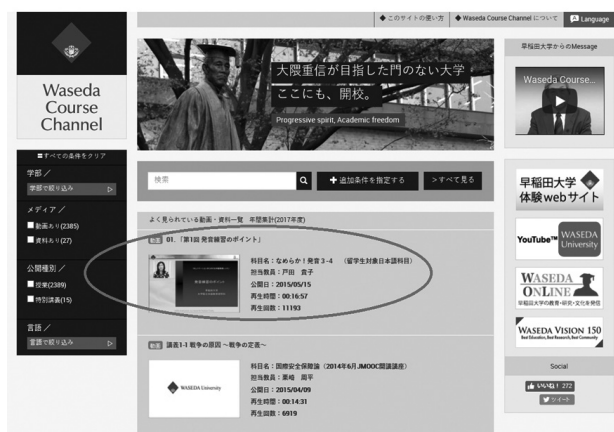 ◆このサイトの使い方
◆Waseda Course Channel について
Language
Waseda
Course
Channel
大隈重信が目指した門のない大学
ここにも、開校。
Progressive spirit, Academic freedom
早稲田大学からのMessage
Waseda Course...
すべての条件をクリア
学部／
学部で絞り込み
メディア／
動画あり(2385)
資料あり(27)
公開種別／
授業(2389)
特別講義(15)
言語／
言語で絞り込み
検索
+追加条件を指定する
>すべて見る
よく見られている動画・資料一覧 年間集計(2017年度)
動画 01.「第1回 発音練習のポイント」
科目名：なめらか！発音 3-4 （留学生対象日本語科目）
担当教員：戸田 貴子
公開日：2015/05/15
再生時間：00:16:57
再生回数：11193
動画 講義1-1 戦争の原因 ～戦争の定義～
WASEDA University
科目名：国際安全保障論（2014年6月JMOOC開講講座）
担当教員：栗崎 周平
公開日：2015/04/09
再生時間：00:14:31
再生回数：6919
早稲田大学
体験webサイト
YouTube WASEDA University
WASEDA ONLINE
早稲田大学の教育・研究・文化を発信
WASEDA VISION 150
Best Education, Best Research, Best Community
Social
いいね！ 272
ツイート